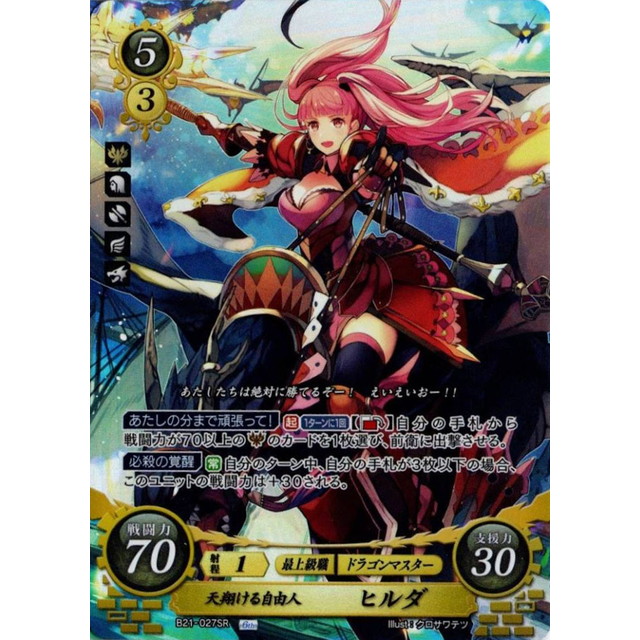 5
3
あたしたちは絶対に勝てるぞー! えいえいおー!!
あたしの分まで頑張って! 起 1ターンに1回 【 】自分の手札から
戦闘力が70以上の のカードを1枚選び、前衛に出撃させる。
必殺の覚醒 常 自分のターン中、自分の手札が3枚以下の場合、
このユニットの戦闘力は+30される。
戦闘力 70
射程 1 最上級職 ドラゴンマスター
支援力 30
天翔ける自由人 ヒルダ
B21-027SR Illust:クロサワテツ